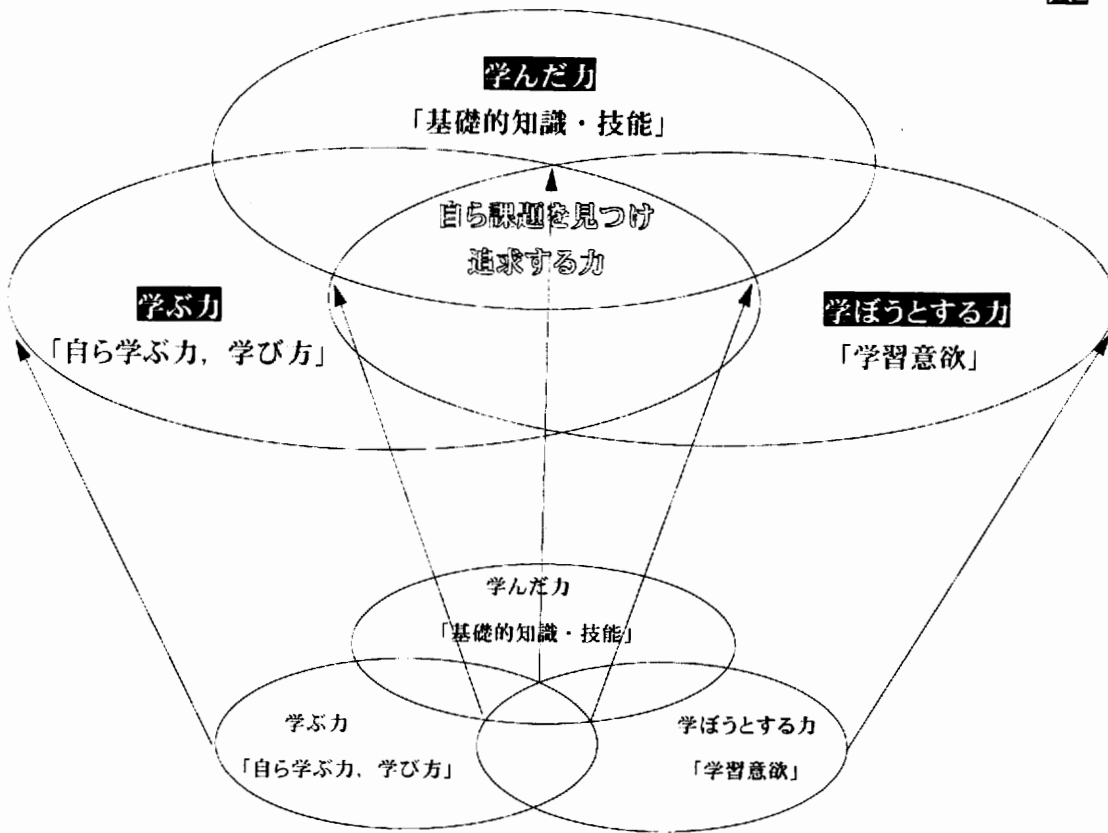 学んだ力
「基礎的知識・技能」
自ら課題を見つけ
追求する力
学ぶ力
「自ら学ぶ力，学び方」
学ぼうとする力
「学習意欲」
学んだ力
「基礎的知識・技能」
学ぶ力
「自ら学ぶ力，学び方」
学ぼうとする力
「学習意欲」